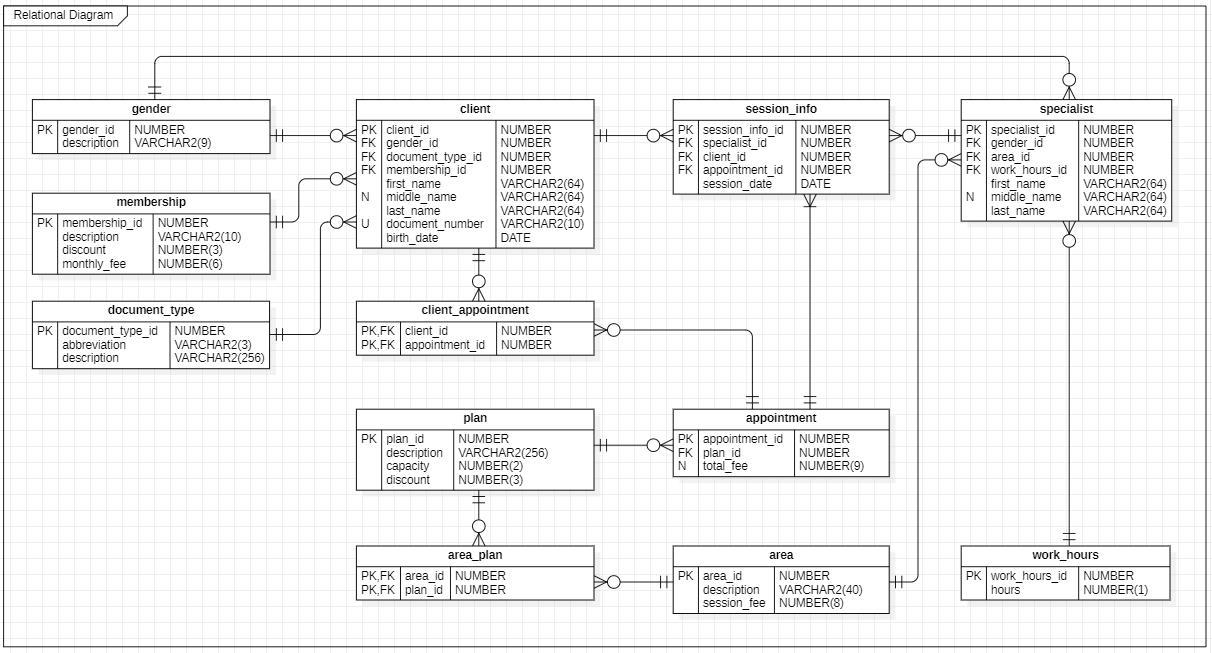 Relational Diagram
gender
PK gender_id NUMBER
description VARCHAR2(9)
membership
PK membership_id NUMBER
description VARCHAR2(10)
discount NUMBER(3)
monthly_fee NUMBER(6)
document_type
PK document_type_id NUMBER
abbreviation VARCHAR2(3)
description VARCHAR2(256)
client
PK client_id NUMBER
FK gender_id NUMBER
FK document_type_id NUMBER
FK membership_id NUMBER
first_name VARCHAR2(64)
N middle_name VARCHAR2(64)
last_name VARCHAR2(64)
U document_number VARCHAR2(10)
birth_date DATE
client_appointment
PK,FK client_id NUMBER
PK,FK appointment_id NUMBER
plan
PK plan_id NUMBER
description VARCHAR2(256)
capacity NUMBER(2)
discount NUMBER(3)
area_plan
PK,FK area_id NUMBER
PK,FK plan_id NUMBER
session_info
PK session_info_id NUMBER
FK specialist_id NUMBER
FK client_id NUMBER
FK appointment_id NUMBER
session_date DATE
appointment
PK appointment_id NUMBER
FK plan_id NUMBER
N total_fee NUMBER(9)
area
PK area_id NUMBER
description VARCHAR2(40)
session_fee NUMBER(8)
specialist
PK specialist_id NUMBER
FK gender_id NUMBER
FK area_id NUMBER
FK work_hours_id NUMBER
first_name VARCHAR2(64)
N middle_name VARCHAR2(64)
last_name VARCHAR2(64)
work_hours
PK work_hours_id NUMBER
hours NUMBER(1)